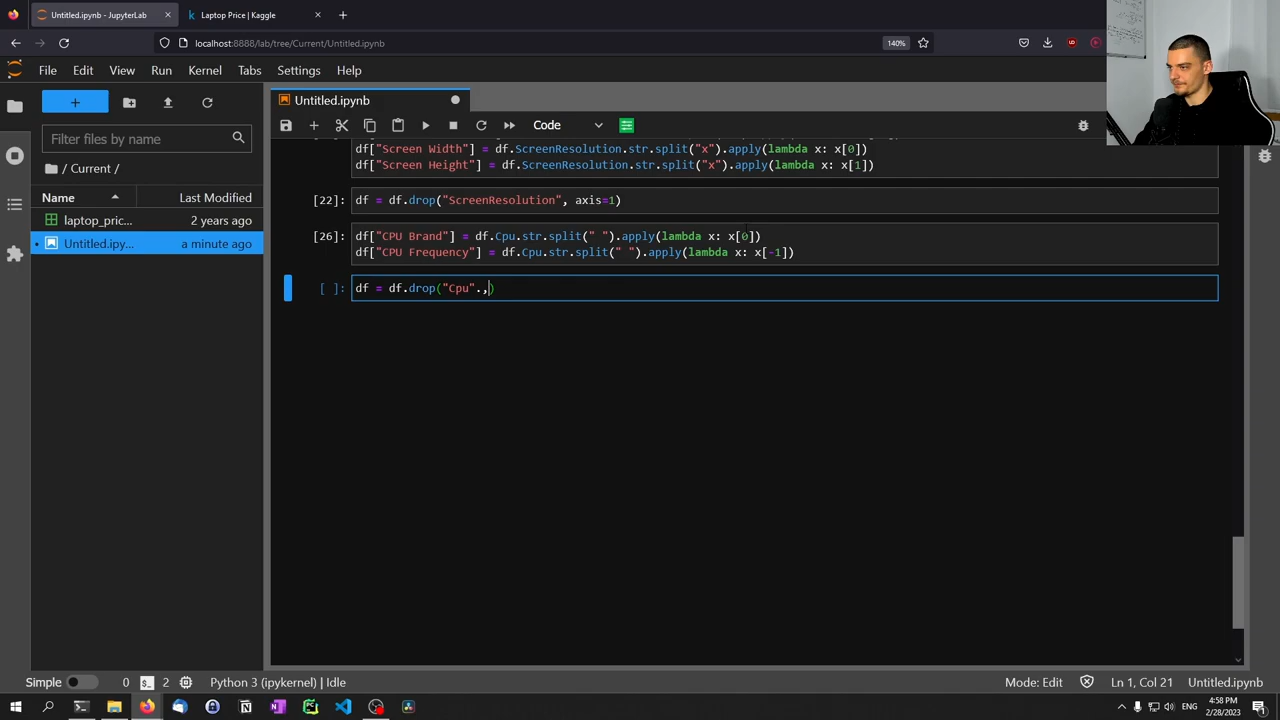 Untitled.ipynb - JupyterLab
Laptop Price | Kaggle
localhost:8888/lab/tree/Current/Untitled.ipynb
140%
File Edit View Run Kernel Tabs Settings Help
Untitled.ipynb
Filter files by name
Code
/ Current /
df["Screen Width"] = df.ScreenResolution.str.split("x").apply(lambda x: x[0])
df["Screen Height"] = df.ScreenResolution.str.split("x").apply(lambda x: x[1])
Name Last Modified
[22]: df = df.drop("ScreenResolution", axis=1)
laptop_pric... 2 years ago
Untitled.ipy... a minute ago
[26]: df["CPU Brand"] = df.Cpu.str.split(" ").apply(lambda x: x[0])
df["CPU Frequency"] = df.Cpu.str.split(" ").apply(lambda x: x[-1])
[ ]: df = df.drop("Cpu".,)
Simple 0 2 Python 3 (ipykernel) | Idle Mode: Edit Ln 1, Col 21 Untitled.ipynb
ENG
4:58 PM
2/28/2023
1